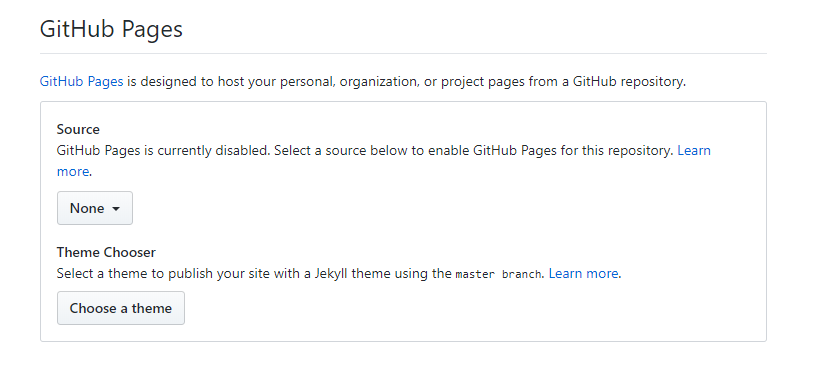 GitHub Pages
GitHub Pages is designed to host your personal, organization, or project pages from a GitHub repository.
Source
GitHub Pages is currently disabled. Select a source below to enable GitHub Pages for this repository. Learn
more.
None
Theme Chooser
Select a theme to publish your site with a Jekyll theme using the master branch. Learn more.
Choose a theme